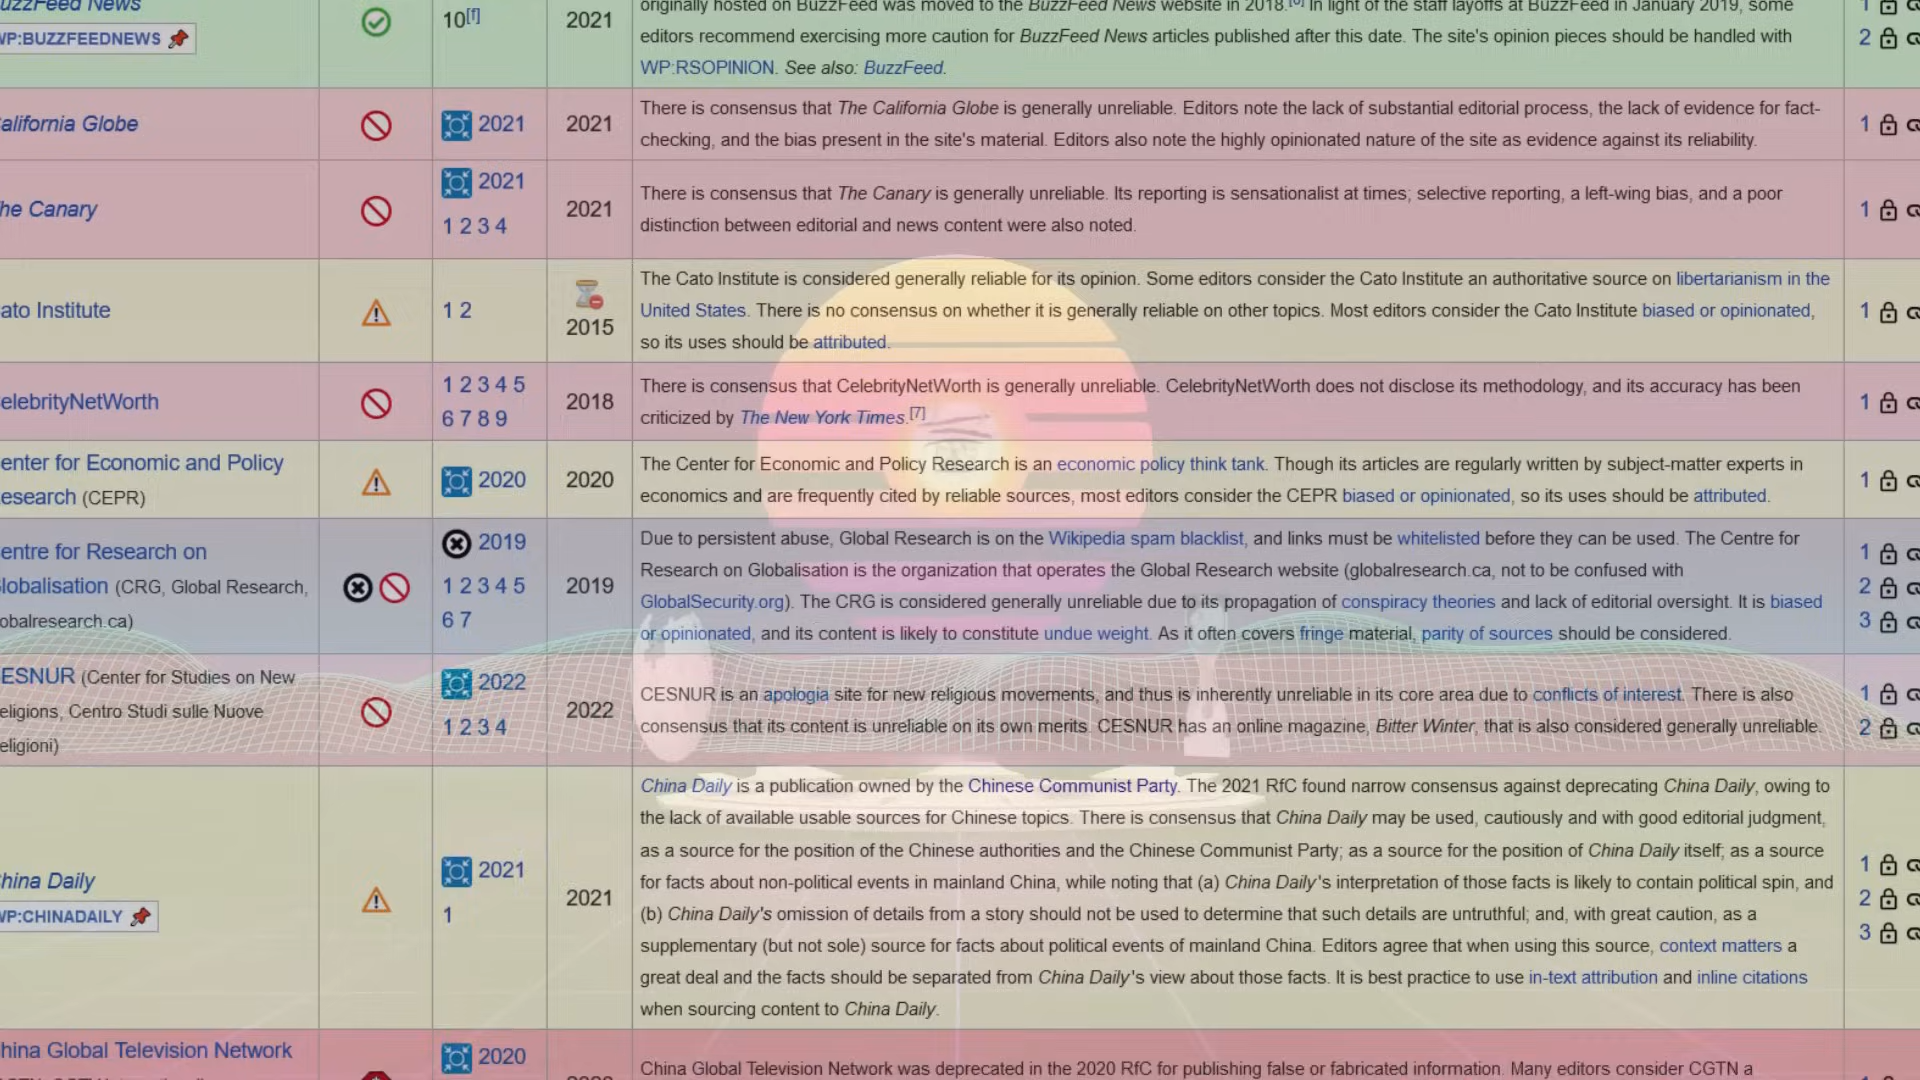 BuzzFeed News
WP:BUZZFEEDNEWS
10[f]
2021
originally hosted on BuzzFeed was moved to the BuzzFeed News website in 2018. In light of the staff layoffs at BuzzFeed in January 2019, some
editors recommend exercising more caution for BuzzFeed News articles published after this date. The site's opinion pieces should be handled with
WP:RSOPINION. See also: BuzzFeed.
1
2
alifornia Globe
2021
2021
There is consensus that The California Globe is generally unreliable. Editors note the lack of substantial editorial process, the lack of evidence for fact-
checking, and the bias present in the site's material. Editors also note the highly opinionated nature of the site as evidence against its reliability.
1
he Canary
2021
1 2 3 4
2021
There is consensus that The Canary is generally unreliable. Its reporting is sensationalist at times; selective reporting, a left-wing bias, and a poor
distinction between editorial and news content were also noted.
1
ato Institute
1 2
2015
The Cato Institute is considered generally reliable for its opinion. Some editors consider the Cato Institute an authoritative source on libertarianism in the
United States. There is no consensus on whether it is generally reliable on other topics. Most editors consider the Cato Institute biased or opinionated,
so its uses should be attributed.
1
elebrityNetWorth
1 2 3 4 5
6 7 8 9
2018
There is consensus that CelebrityNetWorth is generally unreliable. CelebrityNetWorth does not disclose its methodology, and its accuracy has been
criticized by The New York Times.[7]
1
enter for Economic and Policy
esearch (CEPR)
2020
2020
The Center for Economic and Policy Research is an economic policy think tank. Though its articles are regularly written by subject-matter experts in
economics and are frequently cited by reliable sources, most editors consider the CEPR biased or opinionated, so its uses should be attributed.
1
entre for Research on
lobalisation (CRG, Global Research,
obalresearch.ca)
2019
1 2 3 4 5
6 7
2019
Due to persistent abuse, Global Research is on the Wikipedia spam blacklist, and links must be whitelisted before they can be used. The Centre for
Research on Globalisation is the organization that operates the Global Research website (globalresearch.ca, not to be confused with
GlobalSecurity.org). The CRG is considered generally unreliable due to its propagation of conspiracy theories and lack of editorial oversight. It is biased
or opinionated, and its content is likely to constitute undue weight. As it often covers fringe material, parity of sources should be considered.
1
2
3
ESNUR (Center for Studies on New
eligions, Centro Studi sulle Nuove
eligioni)
2022
1 2 3 4
2022
CESNUR is an apologia site for new religious movements, and thus is inherently unreliable in its core area due to conflicts of interest. There is also
consensus that its content is unreliable on its own merits. CESNUR has an online magazine, Bitter Winter, that is also considered generally unreliable.
1
2
hina Daily
WP:CHINADAILY
2021
1
2021
China Daily is a publication owned by the Chinese Communist Party. The 2021 RfC found narrow consensus against deprecating China Daily, owing to
the lack of available usable sources for Chinese topics. There is consensus that China Daily may be used, cautiously and with good editorial judgment,
as a source for the position of the Chinese authorities and the Chinese Communist Party; as a source for the position of China Daily itself; as a source
for facts about non-political events in mainland China, while noting that (a) China Daily's interpretation of those facts is likely to contain political spin, and
(b) China Daily's omission of details from a story should not be used to determine that such details are untruthful; and, with great caution, as a
supplementary (but not sole) source for facts about political events of mainland China. Editors agree that when using this source, context matters a
great deal and the facts should be separated from China Daily's view about those facts. It is best practice to use in-text attribution and inline citations
when sourcing content to China Daily.
1
2
3
hina Global Television Network
2020
China Global Television Network was deprecated in the 2020 RfC for publishing false or fabricated information. Many editors consider CGTN a